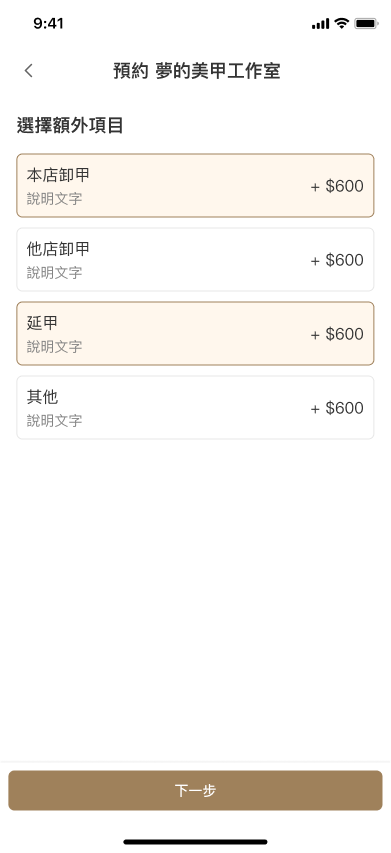 9:41
預約 夢的美甲工作室
選擇額外項目
本店卸甲
說明文字
+ $600
他店卸甲
說明文字
+ $600
延甲
說明文字
+ $600
其他
說明文字
+ $600
下一步